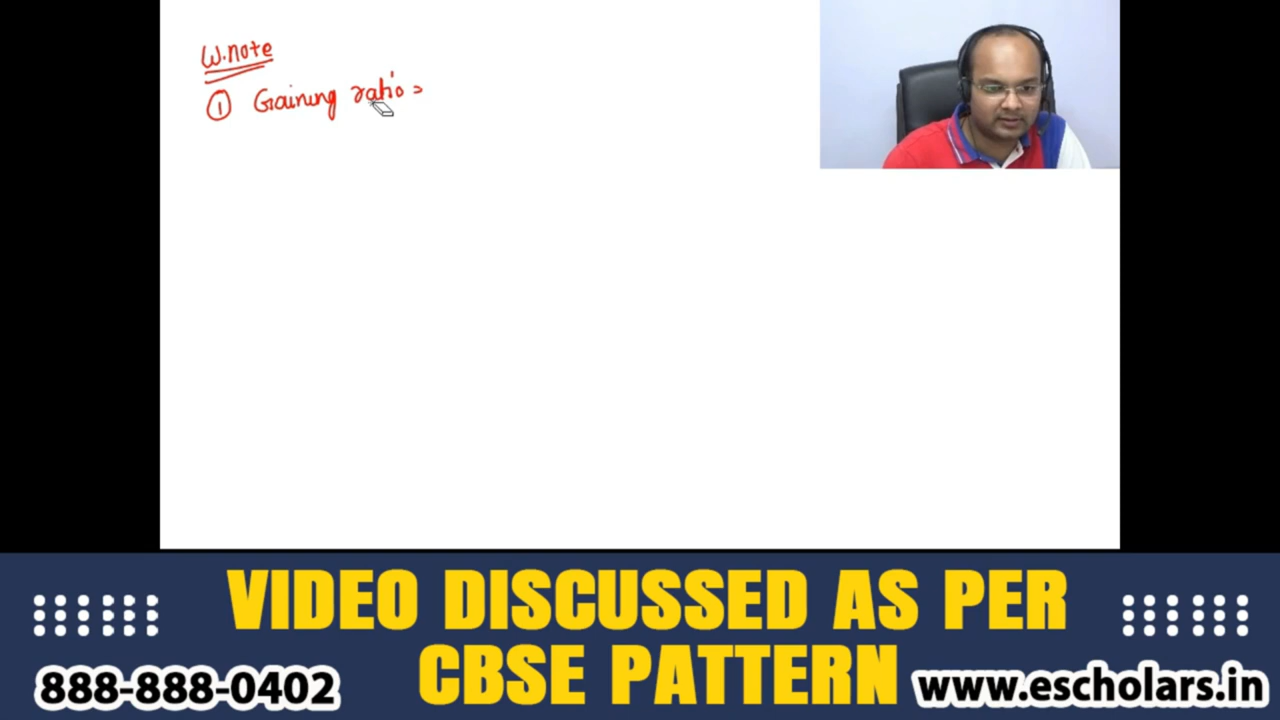 W.note
① Gaining ratio =
VIDEO DISCUSSED AS PER
CBSE PATTERN
888-888-0402
www.escholars.in